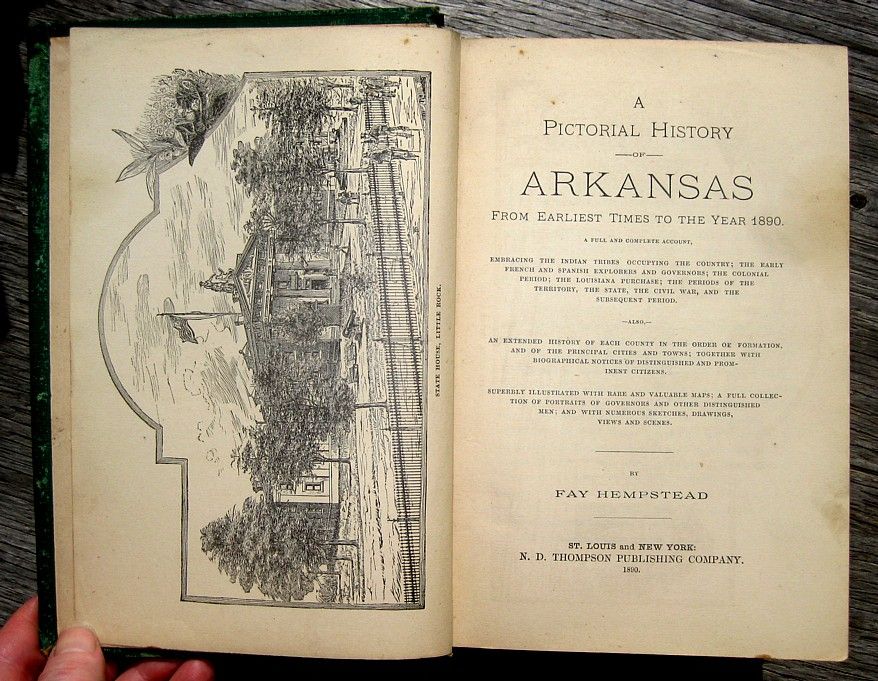 STATE HOUSE, LITTLE ROCK.
A
PICTORIAL HISTORY
—OF—
ARKANSAS
FROM EARLIEST TIMES TO THE YEAR 1890.
A FULL AND COMPLETE ACCOUNT,
EMBRACING THE INDIAN TRIBES OCCUPYING THE COUNTRY; THE EARLY
FRENCH AND SPANISH EXPLORERS AND GOVERNORS; THE COLONIAL
PERIOD; THE LOUISIANA PURCHASE; THE PERIODS OF THE
TERRITORY, THE STATE, THE CIVIL WAR, AND THE
SUBSEQUENT PERIOD.
—ALSO,—
AN EXTENDED HISTORY OF EACH COUNTY IN THE ORDER OF FORMATION,
AND OF THE PRINCIPAL CITIES AND TOWNS; TOGETHER WITH
BIOGRAPHICAL NOTICES OF DISTINGUISHED AND PROM-
INENT CITIZENS.
SUPERBLY ILLUSTRATED WITH RARE AND VALUABLE MAPS; A FULL COLLEC-
TION OF PORTRAITS OF GOVERNORS AND OTHER DISTINGUISHED
MEN; AND WITH NUMEROUS SKETCHES, DRAWINGS,
VIEWS AND SCENES.
BY
FAY HEMPSTEAD
ST. LOUIS and NEW YORK:
N. D. THOMPSON PUBLISHING COMPANY.
1890.